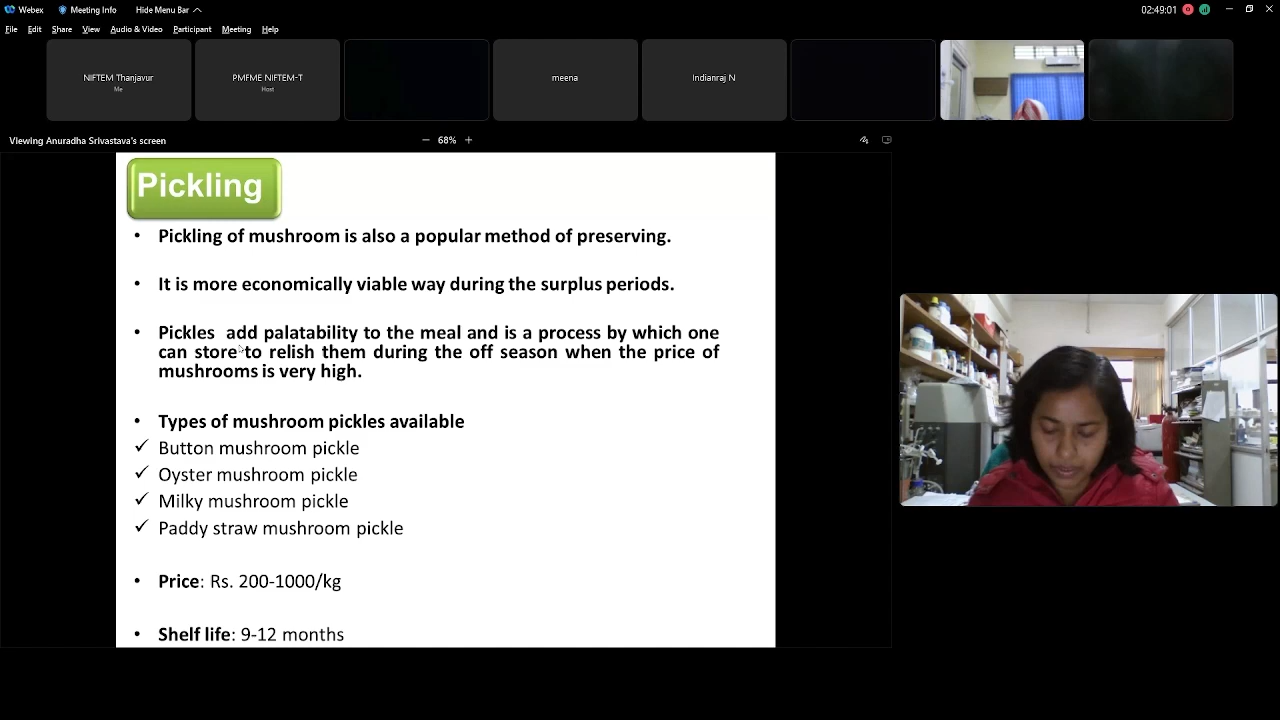 Webex
Meeting Info
Hide Menu Bar
02:49:01
File Edit Share View Audio & Video Participant Meeting Help
NIFTEM Thanjavur
Me
PMFME NIFTEM-T
Host
meena
Indianraj N
Viewing Anuradha Srivastava's screen
68%
Pickling
• Pickling of mushroom is also a popular method of preserving.
• It is more economically viable way during the surplus periods.
• Pickles add palatability to the meal and is a process by which one
can store to relish them during the off season when the price of
mushrooms is very high.
• Types of mushroom pickles available
✓ Button mushroom pickle
✓ Oyster mushroom pickle
✓ Milky mushroom pickle
✓ Paddy straw mushroom pickle
• Price: Rs. 200-1000/kg
• Shelf life: 9-12 months